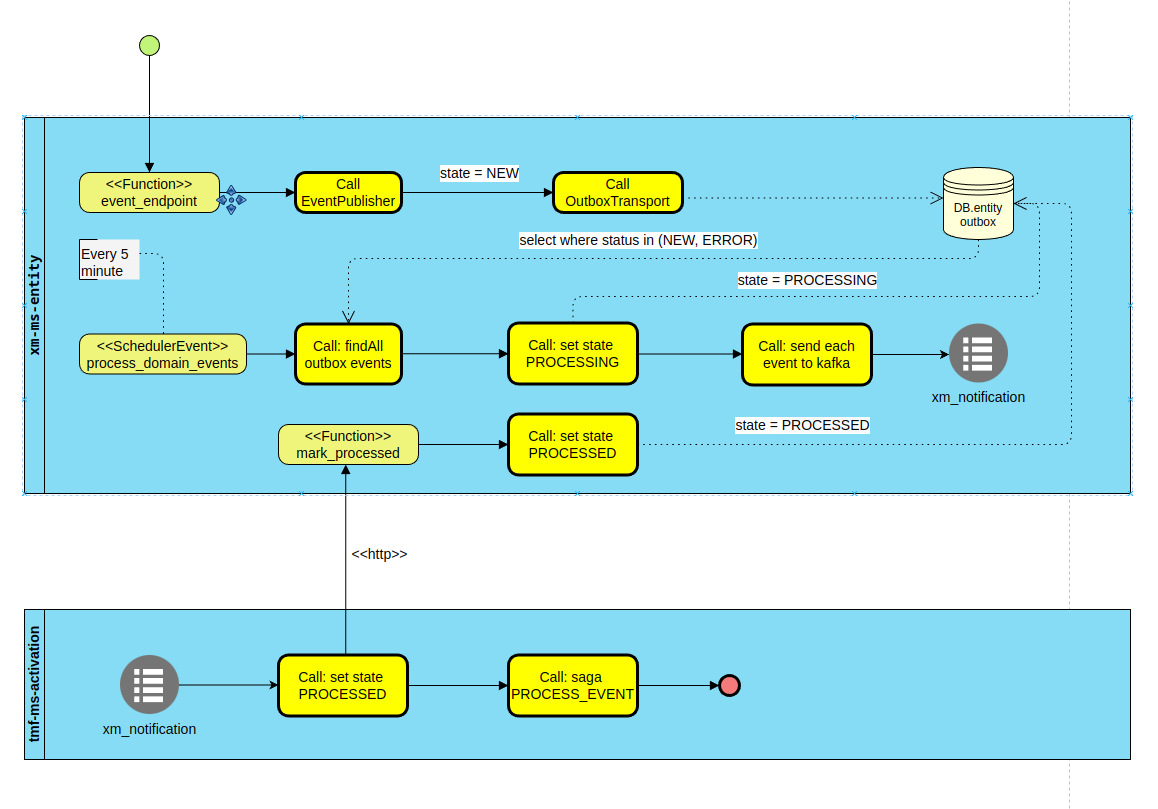 xm-ms-entity
<<Function>>
event_endpoint
Call
EventPublisher
state = NEW
Call
OutboxTransport
DB.entity
outbox
select where status in (NEW, ERROR)
Every 5
minute
state = PROCESSING
<<SchedulerEvent>>
process_domain_events
Call: findAll
outbox events
Call: set state
PROCESSING
Call: send each
event to kafka
xm_notification
<<Function>>
mark_processed
Call: set state
PROCESSED
state = PROCESSED
<<http>>
tmf-ms-activation
xm_notification
Call: set state
PROCESSED
Call: saga
PROCESS_EVENT